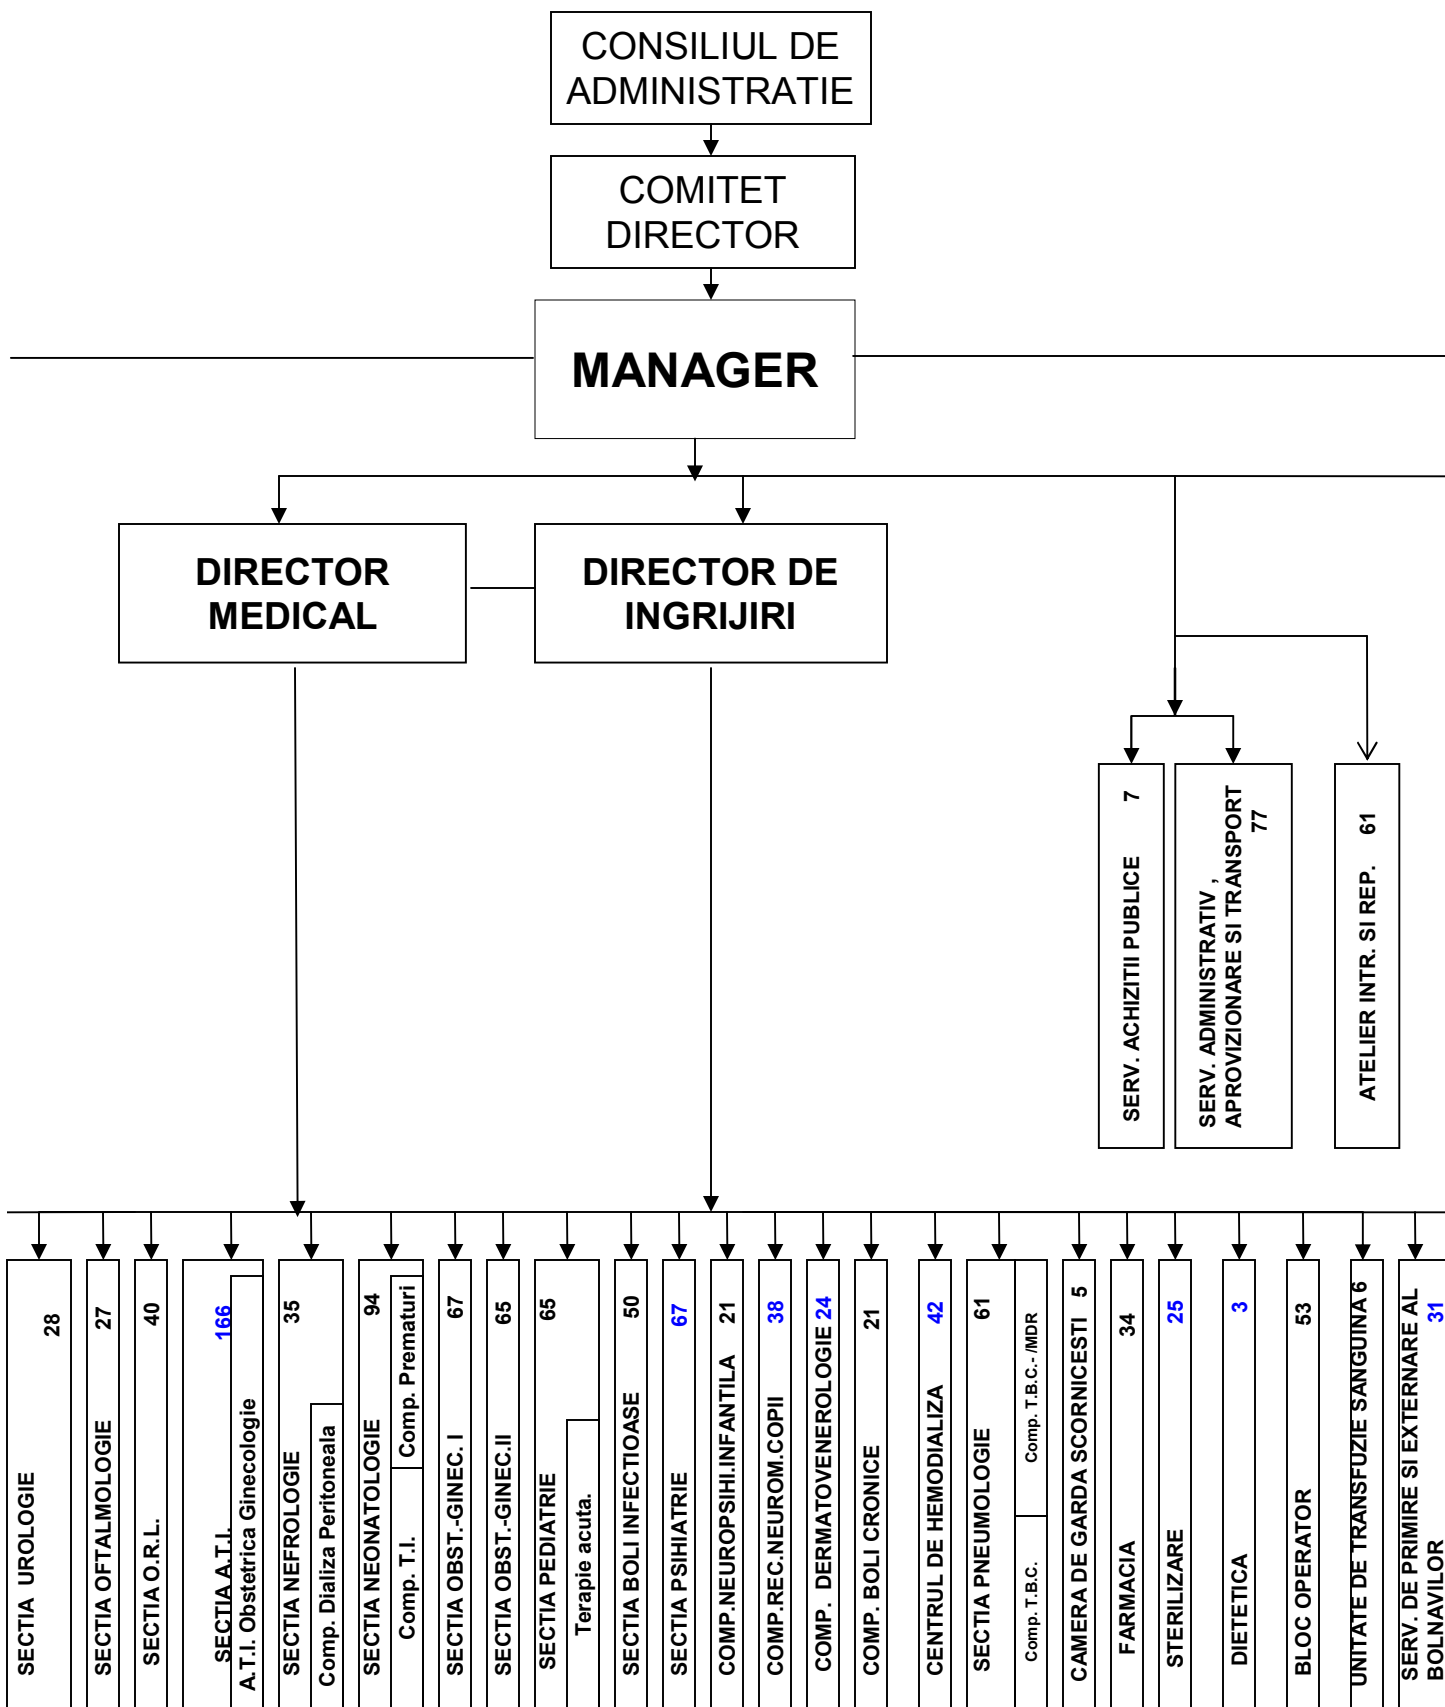 CONSILIUL DE
ADMINISTRATIE
COMITET
DIRECTOR
MANAGER
DIRECTOR
MEDICAL
DIRECTOR DE
INGRIJIRI
SERV. ACHIZITII PUBLICE 7
SERV. ADMINISTRATIV ,
APROVIZIONARE SI TRANSPORT
77
ATELIER INTR. SI REP. 61
SECTIA UROLOGIE
28
SECTIA OFTALMOLOGIE 27
SECTIA O.R.L. 40
SECTIA A.T.I. 166
A.T.I. Obstetrica Ginecologie
SECTIA NEFROLOGIE 35
Comp. Dializa Peritoneala
SECTIA NEONATOLOGIE 94
Comp. T.I.
Comp. Prematuri
SECTIA OBST.-GINEC. I 67
SECTIA OBST.-GINEC.II 65
SECTIA PEDIATRIE 65
Terapie acuta.
SECTIA BOLI INFECTIOASE 50
SECTIA PSIHIATRIE 67
COMP.NEUROPSIHI.INFANTILA 21
COMP.REC.NEUROM.COPII 38
COMP. DERMATOVENEROLOGIE 24
COMP. BOLI CRONICE 21
CENTRUL DE HEMODIALIZA 42
SECTIA PNEUMOLOGIE 61
Comp. T.B.C.
Comp. T.B.C.- /MDR
CAMERA DE GARDA SCORNICESTI 5
FARMACIA 34
STERILIZARE 25
DIETETICA 3
BLOC OPERATOR 53
UNITATE DE TRANSFUZIE SANGUINA 6
SERV. DE PRIMIRE SI EXTERNARE AL
BOLNAVILOR 31